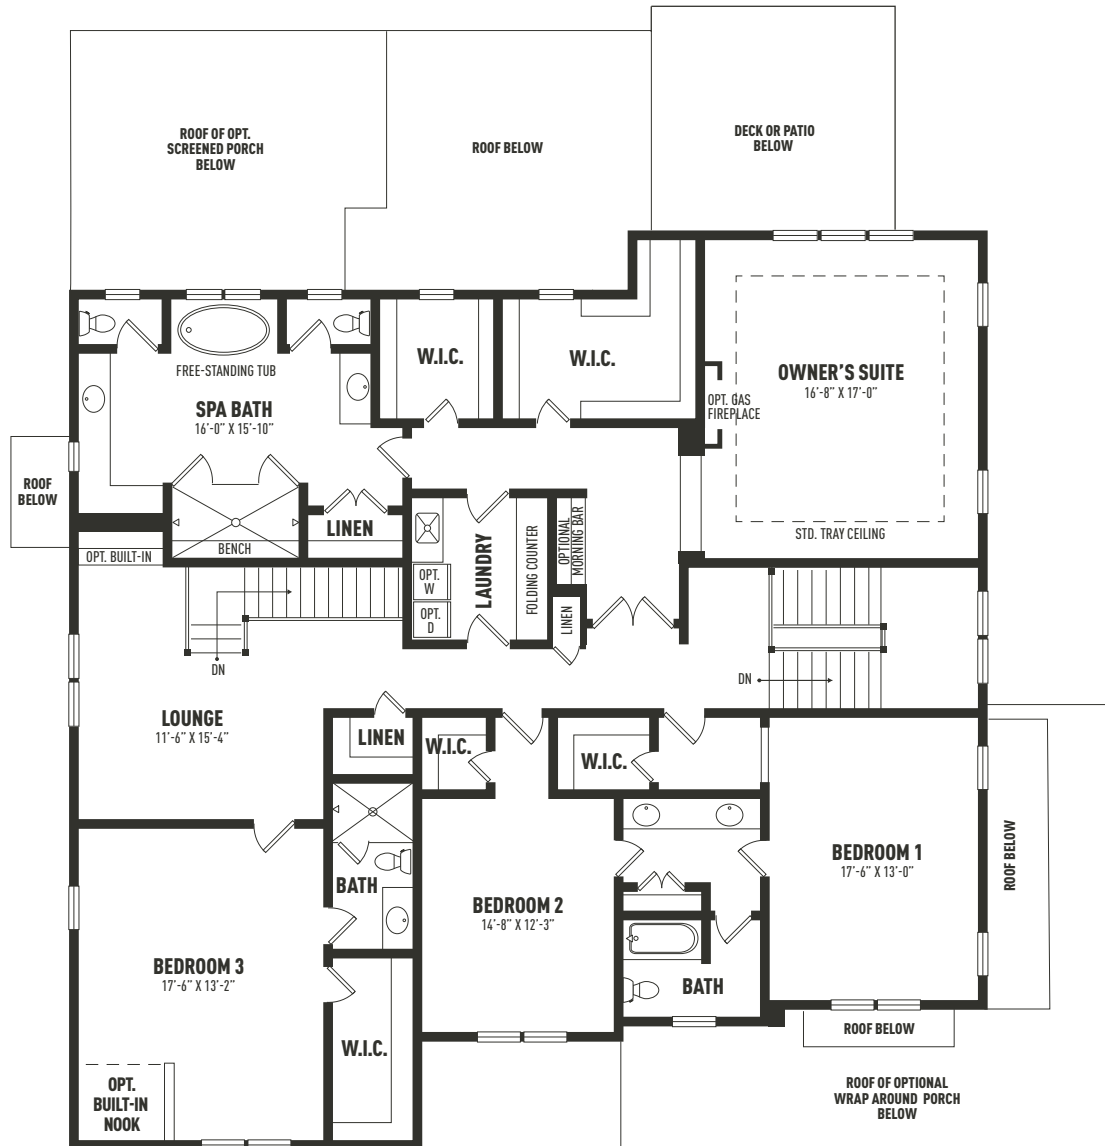 ROOF OF OPT.
SCREENED PORCH
BELOW
ROOF BELOW
DECK OR PATIO
BELOW
W.I.C.
W.I.C.
OWNER'S SUITE
16'-8" X 17'-0"
OPT. GAS
FIREPLACE
STD. TRAY CEILING
FREE-STANDING TUB
SPA BATH
16'-0" X 15'-10"
ROOF
BELOW
LINEN
BENCH
OPT. BUILT-IN
OPT.
W
OPT.
D
LAUNDRY
FOLDING COUNTER
OPTIONAL
MORNING BAR
LINEN
DN
DN
LOUNGE
11'-6" X 15'-4"
LINEN
W.I.C.
W.I.C.
BATH
BEDROOM 2
14'-8" X 12'-3"
BEDROOM 1
17'-6" X 13'-0"
ROOF BELOW
BEDROOM 3
17'-6" X 13'-2"
BATH
W.I.C.
ROOF BELOW
OPT.
BUILT-IN
NOOK
ROOF OF OPTIONAL
WRAP AROUND PORCH
BELOW